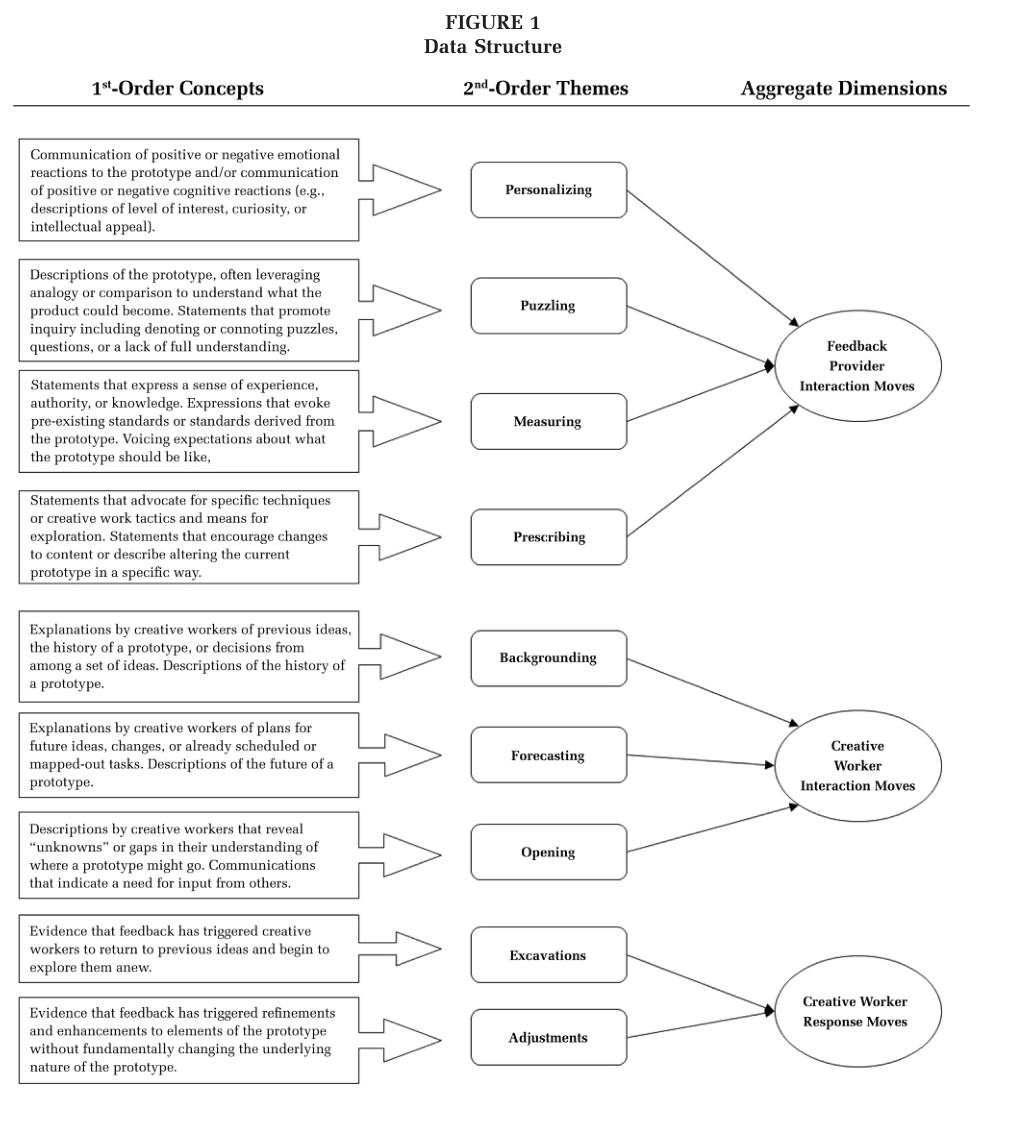 FIGURE 1
Data Structure
1st-Order Concepts
2nd-Order Themes
Aggregate Dimensions
Communication of positive or negative emotional
reactions to the prototype and/or communication
of positive or negative cognitive reactions (e.g.,
descriptions of level of interest, curiosity, or
intellectual appeal).
Personalizing
Descriptions of the prototype, often leveraging
analogy or comparison to understand what the
product could become. Statements that promote
inquiry including denoting or connoting puzzles,
questions, or a lack of full understanding.
Puzzling
Statements that express a sense of experience,
authority, or knowledge. Expressions that evoke
pre-existing standards or standards derived from
the prototype. Voicing expectations about what
the prototype should be like,
Measuring
Statements that advocate for specific techniques
or creative work tactics and means for
exploration. Statements that encourage changes
to content or describe altering the current
prototype in a specific way.
Prescribing
Feedback
Provider
Interaction Moves
Explanations by creative workers of previous ideas,
the history of a prototype, or decisions from
among a set of ideas. Descriptions of the history of
a prototype.
Backgrounding
Explanations by creative workers of plans for
future ideas, changes, or already scheduled or
mapped-out tasks. Descriptions of the future of a
prototype.
Forecasting
Descriptions by creative workers that reveal
“unknowns” or gaps in their understanding of
where a prototype might go. Communications
that indicate a need for input from others.
Opening
Creative
Worker
Interaction Moves
Evidence that feedback has triggered creative
workers to return to previous ideas and begin to
explore them anew.
Excavations
Evidence that feedback has triggered refinements
and enhancements to elements of the prototype
without fundamentally changing the underlying
nature of the prototype.
Adjustments
Creative Worker
Response Moves